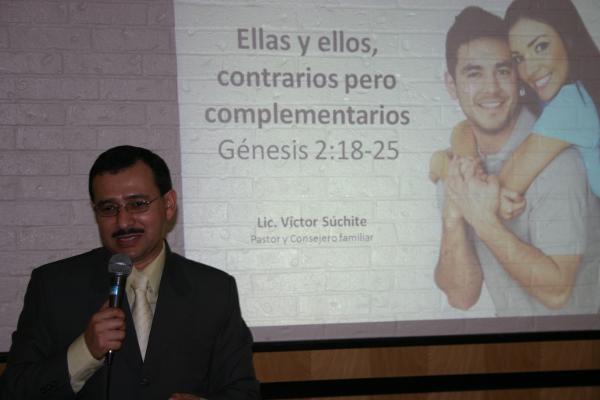 Ellas y ellos,
contrarios pero
complementarios
Génesis 2:18-25
Lic. Víctor Súchite
Pastor y Consejero familiar